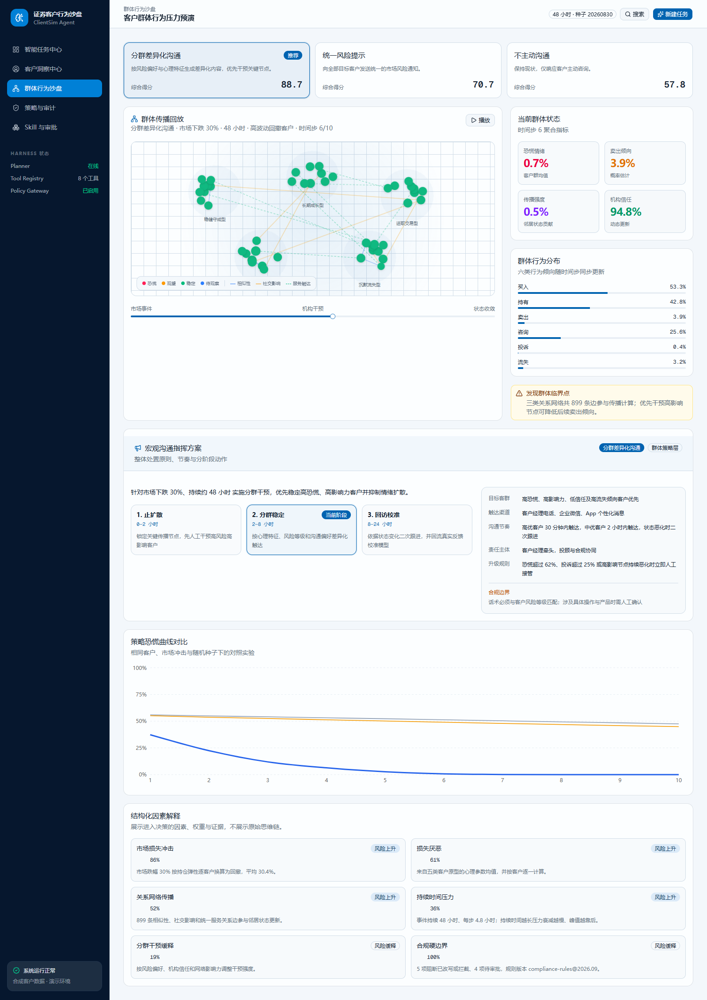 证券客户行为沙盘
ClientSim Agent
智能任务中心
客户洞察中心
群体行为沙盘
策略与审计
Skill 与审批
HARNESS 状态
Planner 在线
Tool Registry 8 个工具
Policy Gateway 已启用
系统运行正常
合成客户数据 · 演示环境
群体行为沙盘
客户群体行为压力预演
48 小时 · 种子 20260830
搜索
新建任务
分群差异化沟通 推荐
按风险偏好与心理特征生成差异化内容，优先干预关键节点。
综合得分 88.7
统一风险提示
向全部目标客户发送统一的市场风险通知。
综合得分 70.7
不主动沟通
保持现状，仅响应客户主动咨询。
综合得分 57.8
群体传播回放
分群差异化沟通 · 市场下跌 30% · 48 小时 · 高波动回撤客户 · 时间步 6/10
播放
长期成长型
稳健守成型
进取交易型
沉默流失型
恐慌 观望 稳定 待观察 相似性 社交影响 服务触达
市场事件 机构干预 状态收敛
当前群体状态
时间步 6 聚合指标
恐慌情绪
0.7%
客户群均值
卖出倾向
3.9%
概率估计
传播强度
0.5%
邻居状态贡献
机构信任
94.8%
动态更新
群体行为分布
六类行为倾向随时间步同步更新
买入 53.3%
持有 42.8%
卖出 3.9%
咨询 25.6%
投诉 0.4%
流失 3.2%
发现群体临界点
三类关系网络共 899 条边参与传播计算；优先干预高影响
节点可降低后续卖出倾向。
宏观沟通指挥方案
整体处置原则、节奏与分阶段动作
分群差异化沟通 群体策略层
针对市场下跌 30%、持续约 48 小时 实施分群干预，优先稳定高恐慌、高影响力客户并抑制情绪扩散。
1. 止扩散
0–2 小时
锁定关键传播节点，先人工干预高风险高
影响客户
2. 分群稳定 当前阶段
2–8 小时
按心理特征、风险等级和沟通偏好差异化
触达
3. 回访校准
8–24 小时
依据状态变化二次跟进，并回流真实反馈
校准模型
目标客群 高恐慌、高影响力、低信任及高流失倾向客户优先
触达渠道 客户经理电话、企业微信、App 个性化消息
沟通节奏 高优客户 30 分钟内触达，中优客户 2 小时内触达，状态恶化时二
次跟进
责任主体 客户经理牵头，投顾与合规协同
升级规则 恐慌超过 62%、投诉超过 25% 或高影响节点持续恶化时立即人工
接管
合规边界
话术必须与客户风险等级匹配；涉及具体操作与产品时需人工确认
策略恐慌曲线对比
相同客户、市场冲击与随机种子下的对照实验
100%
75%
50%
25%
0%
1 2 3 4 5 6 7 8 9 10
结构化因素解释
展示进入决策的因素、权重与证据，不展示原始思维链。
市场损失冲击 风险上升
86%
市场跌幅 30% 按持仓弹性逐客户换算为回撤，平均 30.4%。
损失厌恶 风险上升
61%
来自五类客户原型的心理参数均值，并按客户逐一计算。
关系网络传播 风险上升
52%
899 条相似性、社交影响和统一服务关系边参与邻居状态更新。
持续时间压力 风险上升
36%
事件持续 48 小时、每步 4.8 小时；持续时间越长压力衰减越慢、峰值越靠后。
分群干预缓释 风险缓释
19%
按风险偏好、机构信任和网络影响力调整干预强度。
合规硬边界 风险缓释
100%
5 项阻断已改写或拦截、4 项待审批，规则版本 compliance-rules@2026.09。